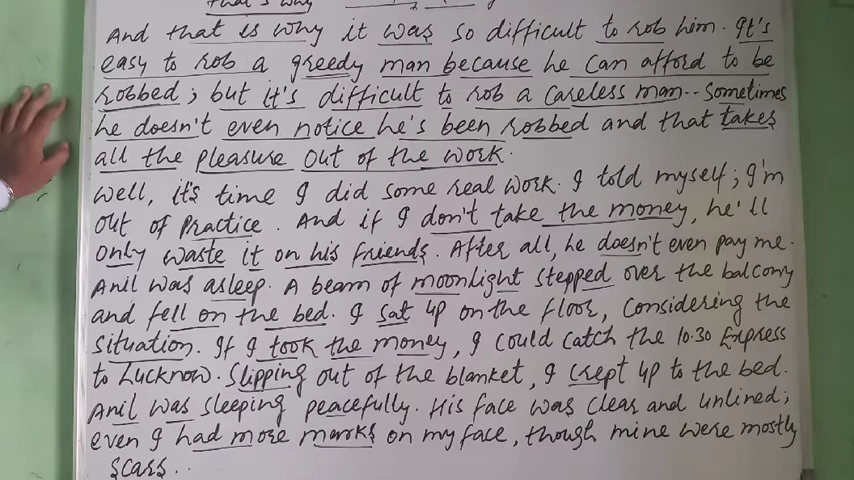 that's why
And that is why it was so difficult to rob him. It's
easy to rob a greedy man because he can afford to be
robbed; but it's difficult to rob a careless man-- sometimes
he doesn't even notice he's been robbed and that takes
all the pleasure out of the work.
Well, it's time I did some real work. I told myself; I'm
out of practice. And if I don't take the money, he'll
only waste it on his friends. After all, he doesn't even pay me.
Anil was asleep. A beam of moonlight stepped over the balcony
and fell on the bed. I sat up on the floor, considering the
situation. If I took the money, I could catch the 10.30 Express
to Lucknow. Slipping out of the blanket, I crept up to the bed.
Anil was sleeping peacefully. His face was clear and unlined;
even I had more marks on my face, though mine were mostly
scars..